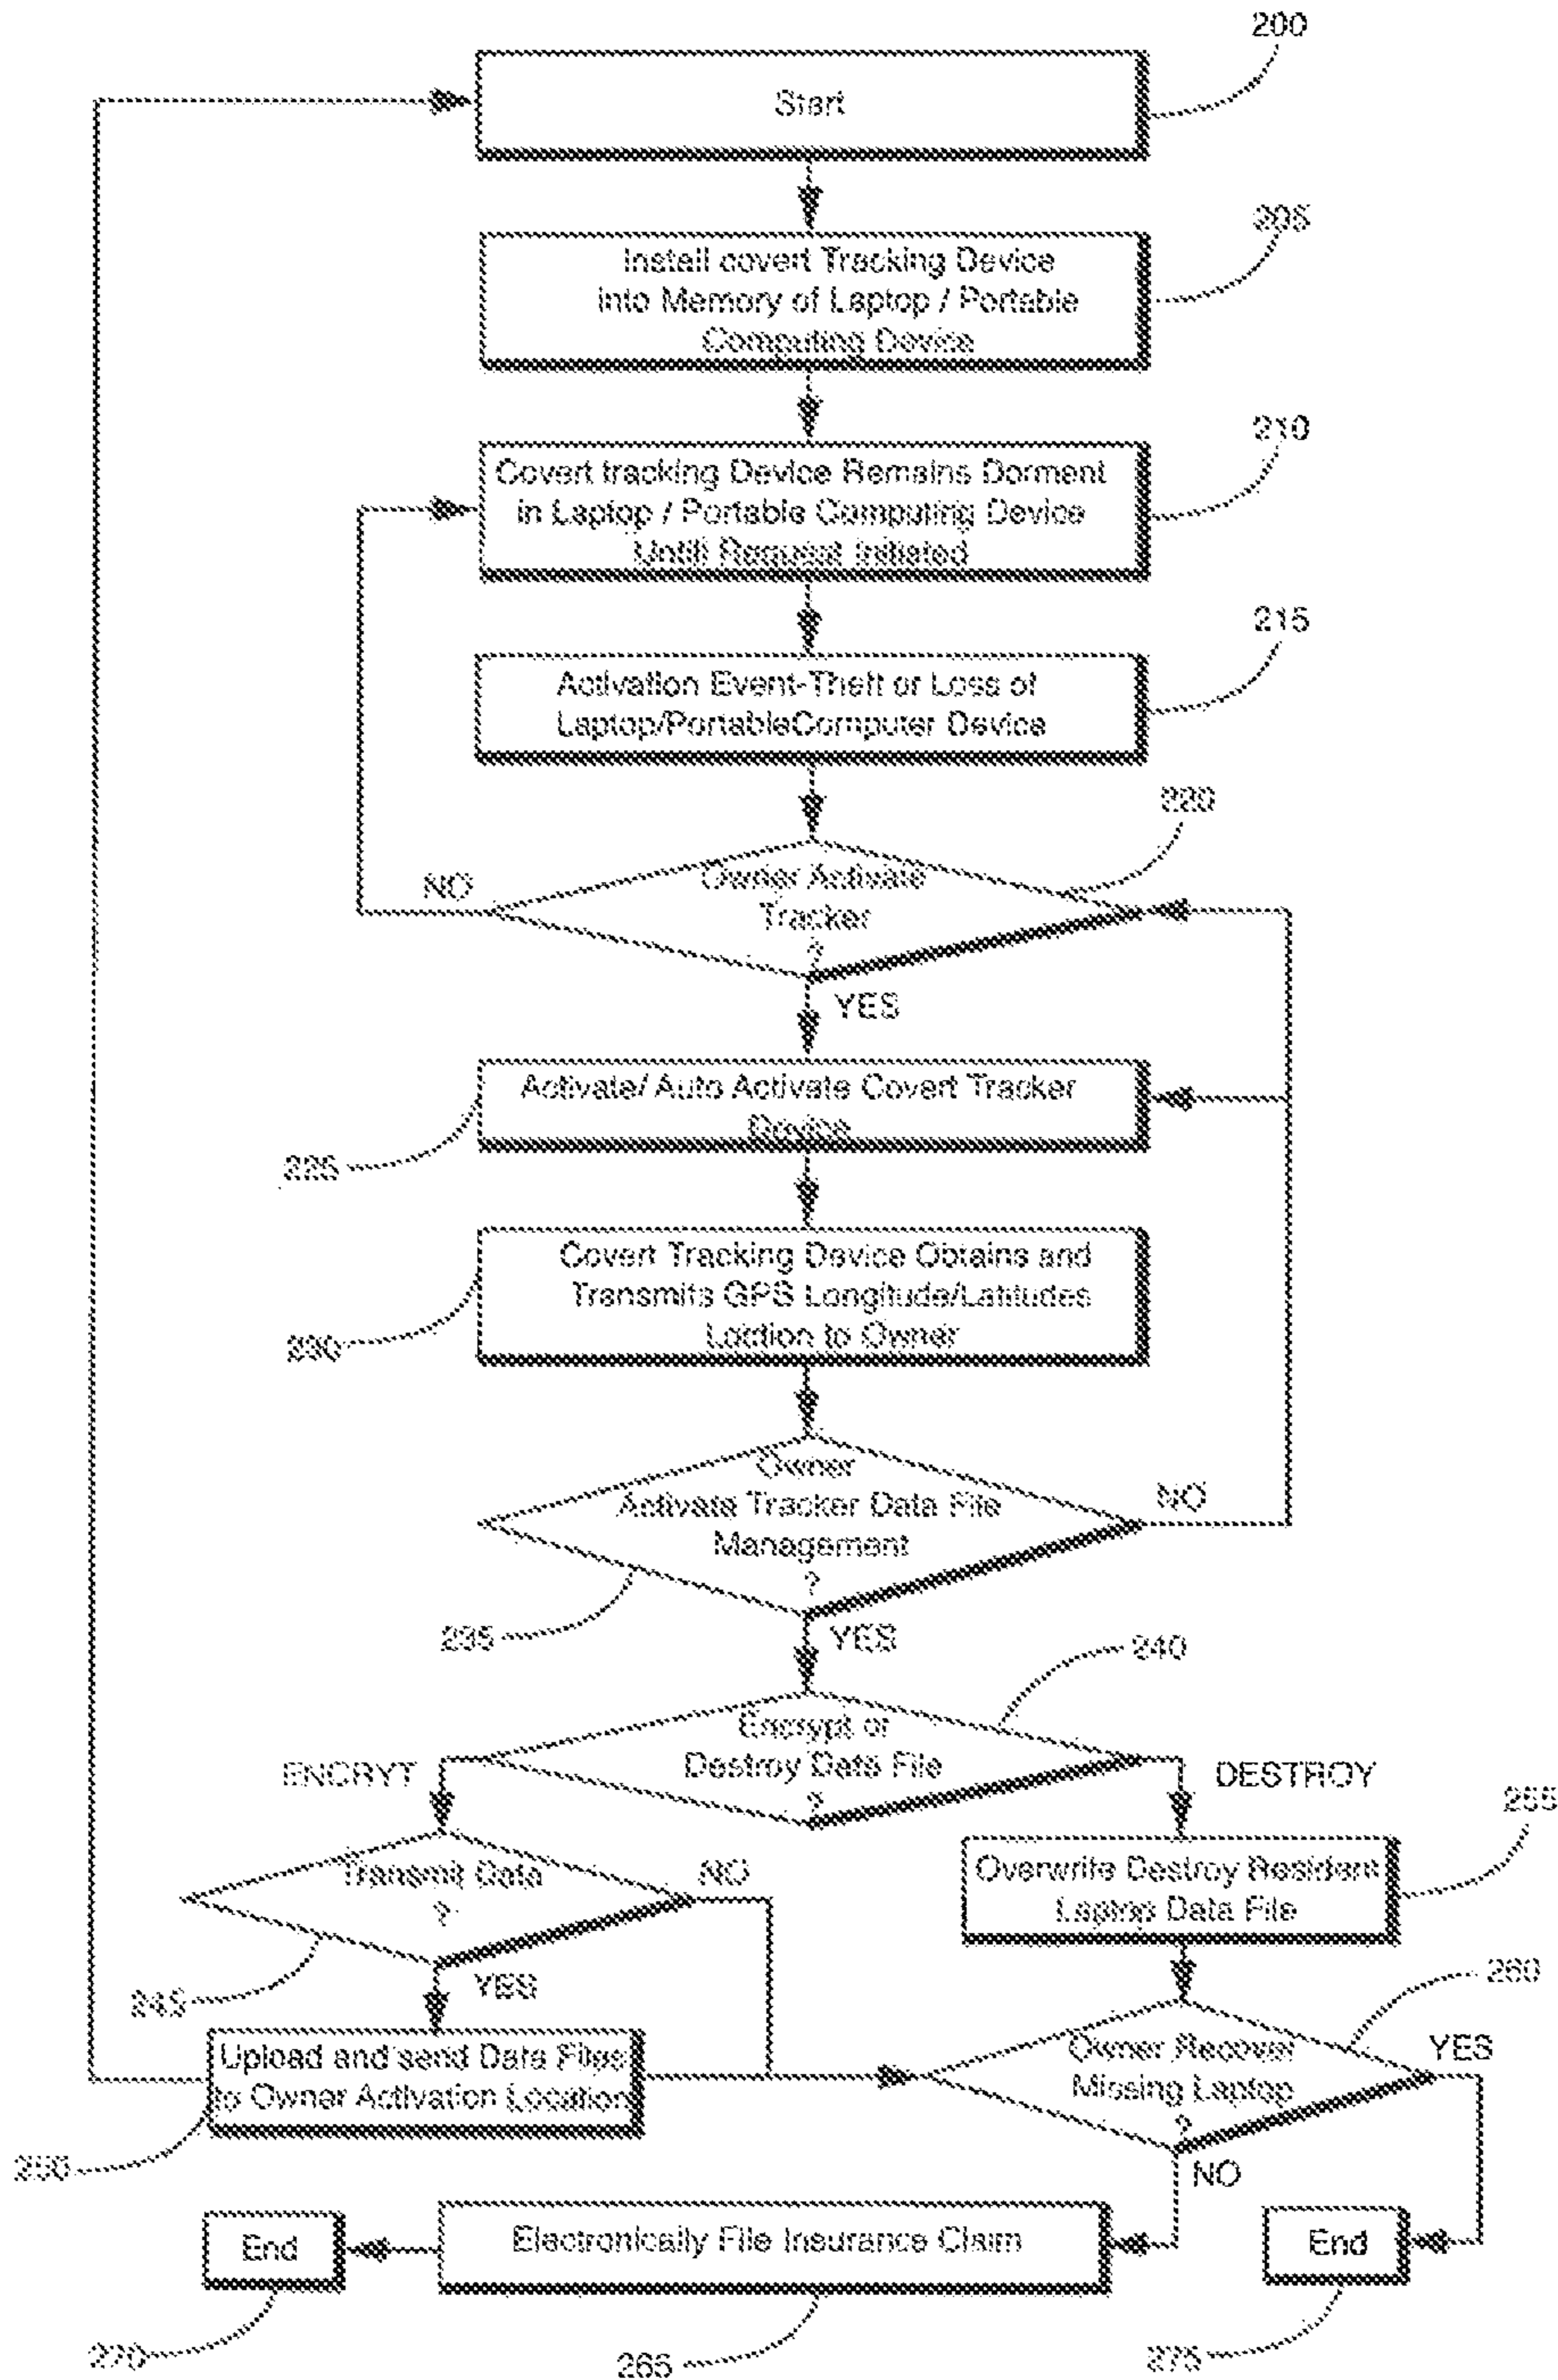 200
Start
205
Install covert Tracking Device
into Memory of Laptop / Portable
Computing Device
210
Covert tracking Device Remains Dorment
in Laptop / Portable Computing Device
Untill Request Initiated
215
Activation Event-Theft or Loss of
Laptop/PortableComputer Device
220
Owner Activate
Tracker
?
NO
YES
Activate/ Auto Activate Covert Tracker
Device
225
Covert Tracking Device Obtains and
Transmits GPS Longitude/Latitudes
Lotdion to Owner
230
Owner
Activate Tracker Data File
Management
?
NO
235
YES
240
Encrypt or
Destroy Data File
?
ENCRYT
DESTROY
255
Transmit Data
?
NO
Overwrite Destroy Resident
Laptop Data File
245
YES
260
Upload and send Data Files
to Owner Activation Location
Owner Recover
Missing Laptop
?
YES
250
NO
End
Electronically File Insurance Claim
End
270
265
275